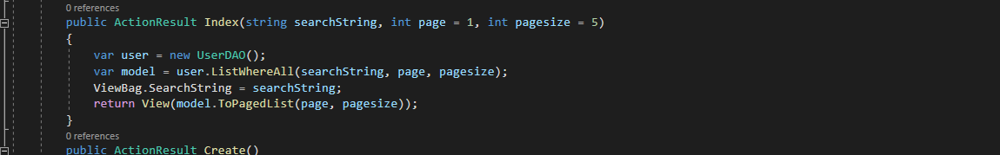 0 references
public ActionResult Index(string searchString, int page = 1, int pagesize = 5)
{
var user = new UserDAO();
var model = user.ListWhereAll(searchString, page, pagesize);
ViewBag.SearchString = searchString;
return View(model.ToPagedList(page, pagesize));
}
0 references
public ActionResult Create()